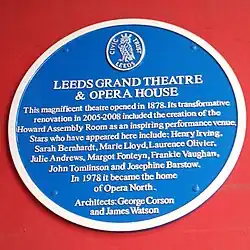 CIVIC TRUST
LEEDS
LEEDS GRAND THEATRE
& OPERA HOUSE
This magnificent theatre opened in 1878. Its transformative
renovation in 2005-2008 included the creation of the
Howard Assembly Room as an inspiring performance venue.
Stars who have appeared here include: Henry Irving,
Sarah Bernhardt, Marie Lloyd, Laurence Olivier,
Julie Andrews, Margot Fonteyn, Frankie Vaughan,
John Tomlinson and Josephine Barstow.
In 1978 it became the home
of Opera North.
Architects: George Corson
and James Watson